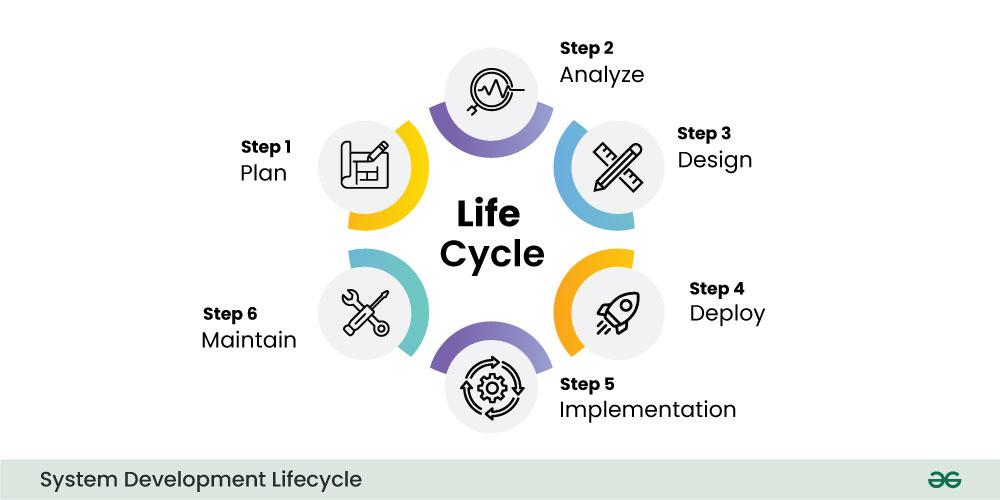 Step 1
Plan
Step 2
Analyze
Step 3
Design
Step 4
Deploy
Step 5
Implementation
Step 6
Maintain
Life
Cycle
System Development Lifecycle